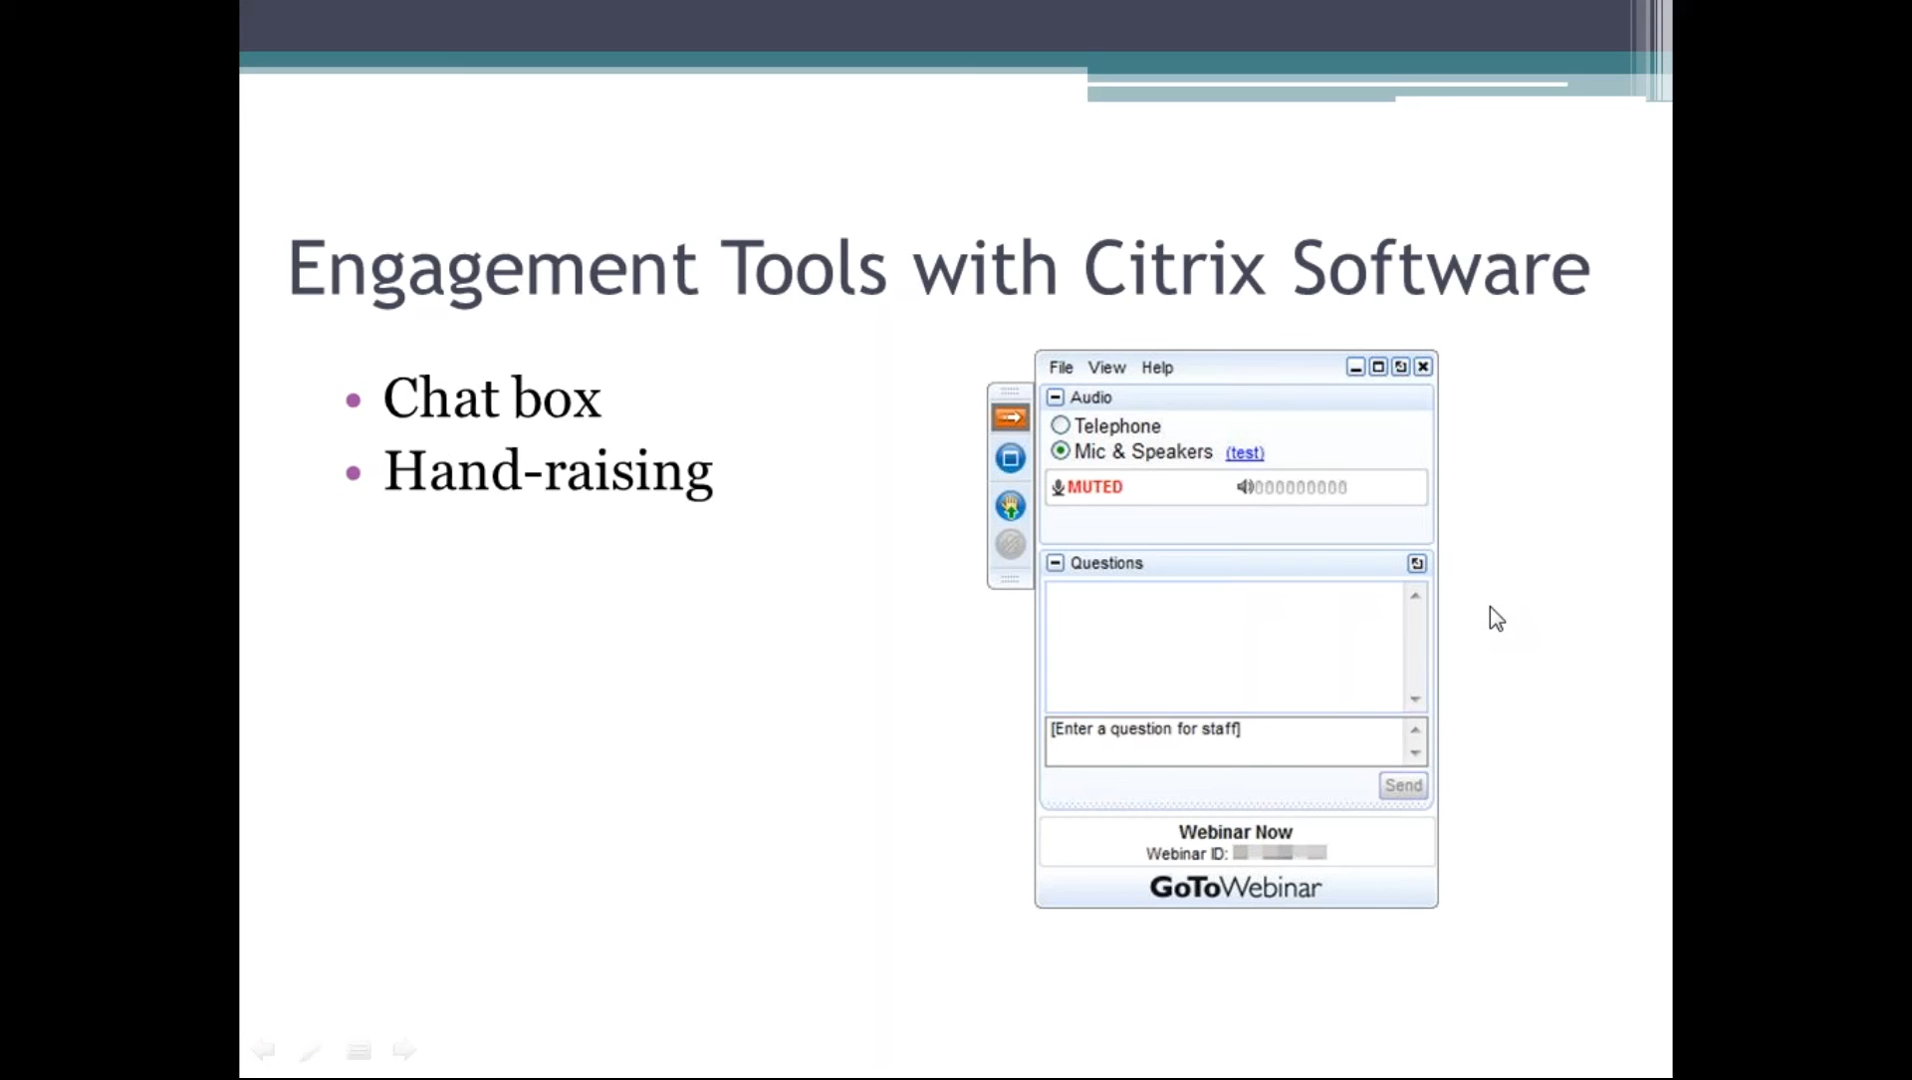 Engagement Tools with Citrix Software
• Chat box
• Hand-raising
File View Help
Audio
Telephone
Mic & Speakers (test)
MUTED
Questions
[Enter a question for staff]
Send
Webinar Now
Webinar ID:
GoToWebinar